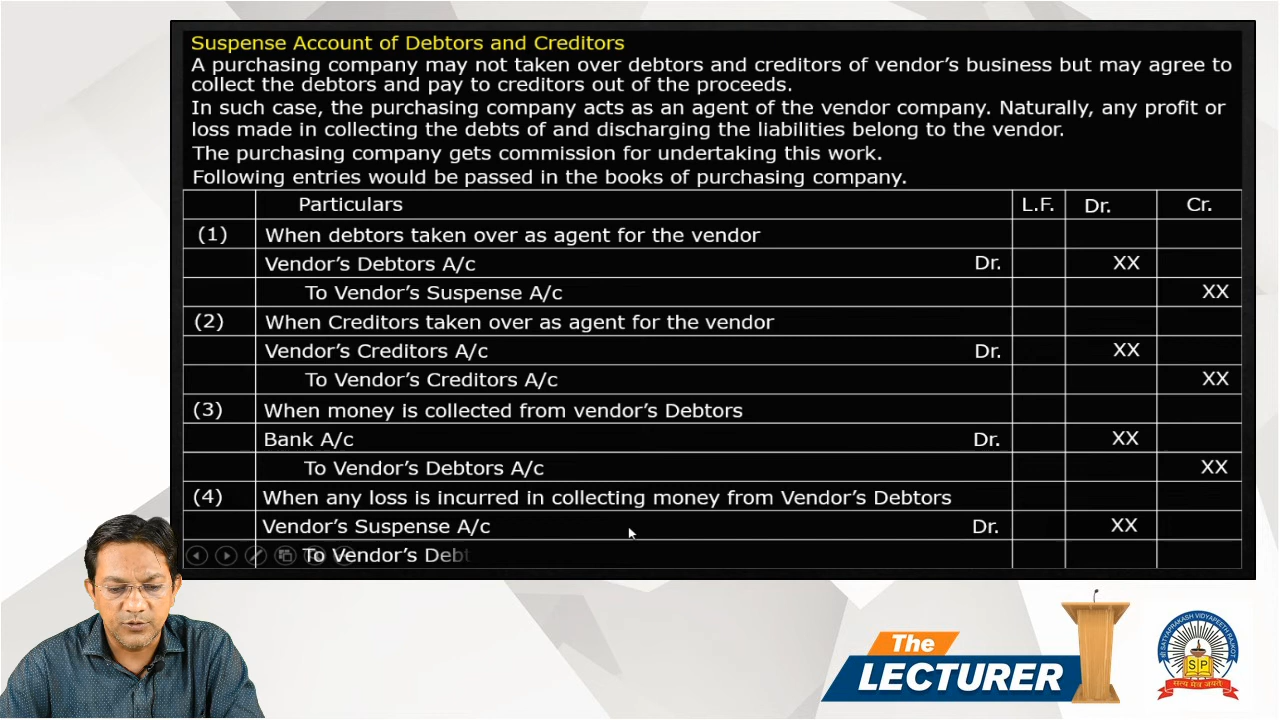 Suspense Account of Debtors and Creditors
A purchasing company may not taken over debtors and creditors of vendor's business but may agree to
collect the debtors and pay to creditors out of the proceeds.
In such case, the purchasing company acts as an agent of the vendor company. Naturally, any profit or
loss made in collecting the debts of and discharging the liabilities belong to the vendor.
The purchasing company gets commission for undertaking this work.
Following entries would be passed in the books of purchasing company.
Particulars L.F. Dr. Cr.
(1) When debtors taken over as agent for the vendor
Vendor's Debtors A/c Dr. XX
To Vendor's Suspense A/c XX
(2) When Creditors taken over as agent for the vendor
Vendor's Creditors A/c Dr. XX
To Vendor's Creditors A/c XX
(3) When money is collected from vendor's Debtors
Bank A/c Dr. XX
To Vendor's Debtors A/c XX
(4) When any loss is incurred in collecting money from Vendor's Debtors
Vendor's Suspense A/c Dr. XX
To Vendor's Debt
The
LECTURER
SATYAPRAKASH VIDYAPEETH RAJKOT
SP
सत्य मेव जयते